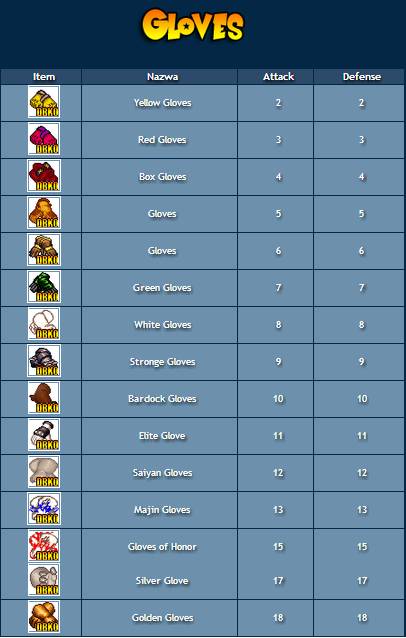 GLOVES
Item Nazwa Attack Defense
DBKO Yellow Gloves 2 2
DBKO Red Gloves 3 3
DBKO Box Gloves 4 4
DBKO Gloves 5 5
DBKO Gloves 6 6
DBKO Green Gloves 7 7
DBKO White Gloves 8 8
DBKO Stronge Gloves 9 9
DBKO Bardock Gloves 10 10
DBKO Elite Glove 11 11
DBKO Saiyan Gloves 12 12
DBKO Majin Gloves 13 13
DBKO Gloves of Honor 15 15
DBKO Silver Glove 17 17
DBKO Golden Gloves 18 18